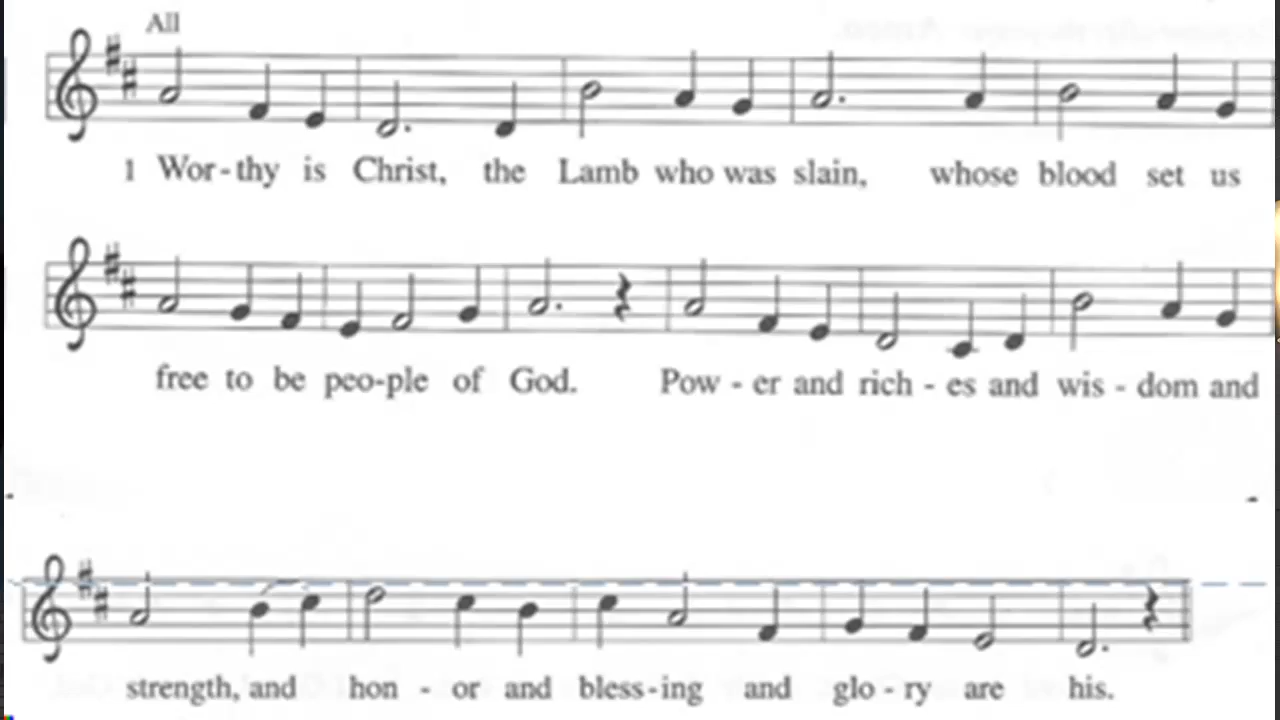 All
1 Wor-thy is Christ, the Lamb who was slain, whose blood set us
free to be peo-ple of God. Pow - er and rich - es and wis - dom and
strength, and hon - or and bless-ing and glo - ry are his.